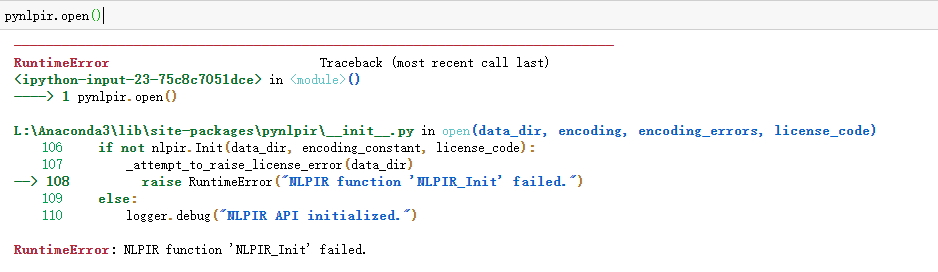 pynlpir.open()
RuntimeError Traceback (most recent call last)
<ipython-input-23-75c8c7051dce> in <module>()
----> 1 pynlpir.open()
L:\Anaconda3\lib\site-packages\pynlpir\__init__.py in open(data_dir, encoding, encoding_errors, license_code)
106 if not nlpir.Init(data_dir, encoding_constant, license_code):
107 _attempt_to_raise_license_error(data_dir)
--> 108 raise RuntimeError("NLPIR function 'NLPIR_Init' failed.")
109 else:
110 logger.debug("NLPIR API initialized.")
RuntimeError: NLPIR function 'NLPIR_Init' failed.